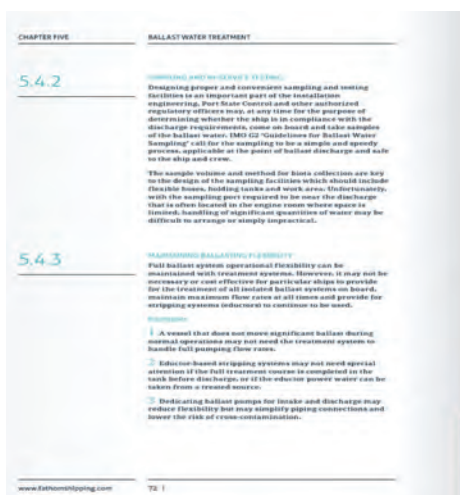 CHAPTER FIVE
BALLAST WATER TREATMENT
5.4.2
SAMPLING AND IN-SERVICE TESTING
Designing proper and convenient sampling and testing
facilities is an important part of the installation
engineering. Port State Control and other authorized
regulatory officers may, at any time for the purpose of
determining whether the ship is in compliance with the
discharge requirements, come on board and take samples
of the ballast water. IMO G2 "Guidelines for Ballast Water
Sampling" call for the sampling to be a simple and speedy
process, applicable at the point of ballast discharge and safe
to the ship and crew.
The sample volume and method for biota collection are key
to the design of the sampling facilities which should include
flexible hoses, holding tanks and work area. Unfortunately,
with the sampling port required to be near the discharge
that is often located in the engine room where space is
limited, handling of significant quantities of water may be
difficult to arrange or simply impractical.
5.4.3
MAINTAINING BALLASTING FLEXIBILITY
Full ballast system operational flexibility can be
maintained with treatment systems. However, it may not be
necessary or cost effective for particular ships to provide
for the treatment of all isolated ballast systems on board,
maintain maximum flow rates at all times and provide for
stripping systems (eductors) to continue to be used.
1 A vessel that does not move significant ballast during
normal operations may not need the treatment system to
handle full pumping flow rates.
2 Eductor-based stripping systems may not need special
attention if the full treatment course is completed in the
tank before discharge, or if the eductor power water can be
taken from a treated source.
3 Dedicating ballast pumps for intake and discharge may
reduce flexibility but may simplify piping connections and
lower the risk of cross-contamination.
www.fathomshipping.com
72 |